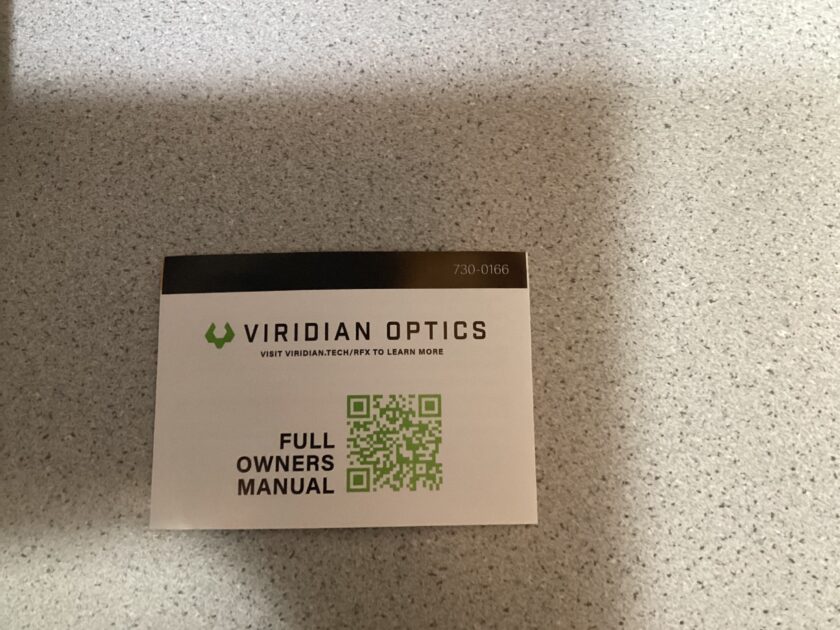 730-0166
VIRIDIAN OPTICS
VISIT VIRIDIAN.TECH/RFX TO LEARN MORE
FULL
OWNERS
MANUAL